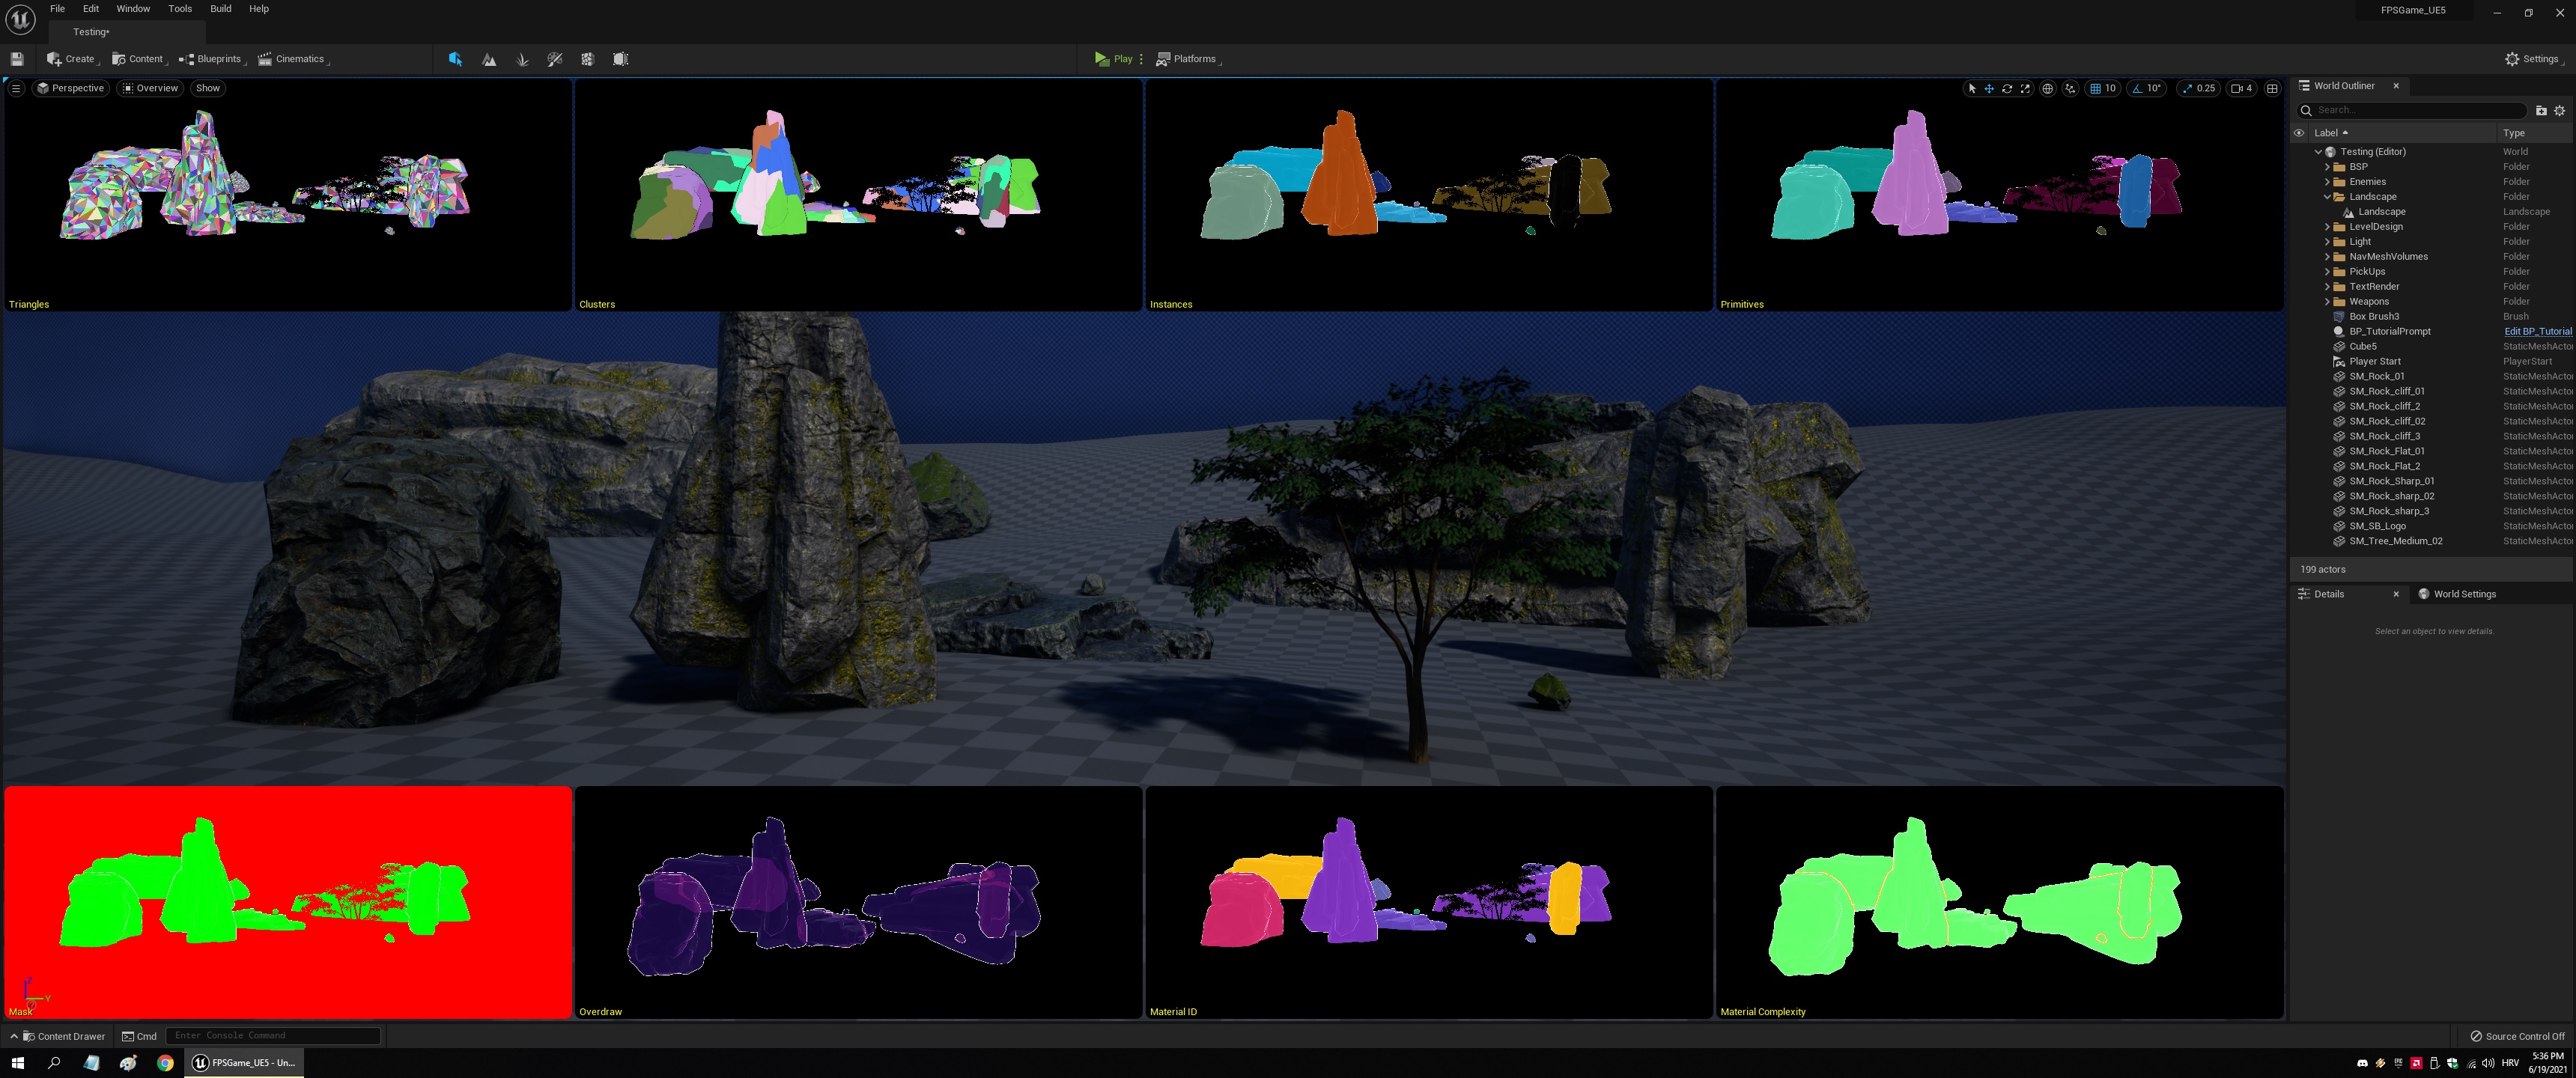 File Edit Window Tools Build Help
FPSGame_UE5
Testing*
Create Content Blueprints Cinematics Play Platforms Settings
Perspective Overview Show
10 10° 0.25 4
Triangles
Clusters
Instances
Primitives
Mask
Overdraw
Material ID
Material Complexity
Z
Y
World Outliner
Search...
Label Type
Testing (Editor) World
BSP Folder
Enemies Folder
Landscape Folder
Landscape Landscape
LevelDesign Folder
Light Folder
NavMeshVolumes Folder
PickUps Folder
TextRender Folder
Weapons Folder
Box Brush3 Brush
BP_TutorialPrompt Edit BP_Tutorial
Cube5 StaticMeshActo
Player Start PlayerStart
SM_Rock_01 StaticMeshActo
SM_Rock_cliff_01 StaticMeshActo
SM_Rock_cliff_2 StaticMeshActo
SM_Rock_cliff_02 StaticMeshActo
SM_Rock_cliff_3 StaticMeshActo
SM_Rock_Flat_01 StaticMeshActo
SM_Rock_Flat_2 StaticMeshActo
SM_Rock_Sharp_01 StaticMeshActo
SM_Rock_sharp_02 StaticMeshActo
SM_Rock_sharp_3 StaticMeshActo
SM_SB_Logo StaticMeshActo
SM_Tree_Medium_02 StaticMeshActo
199 actors
Details World Settings
Select an object to view details.
Content Drawer Cmd Enter Console Command Source Control Off
FPSGame_UE5 - Un... HRV 5:36 PM
6/19/2021